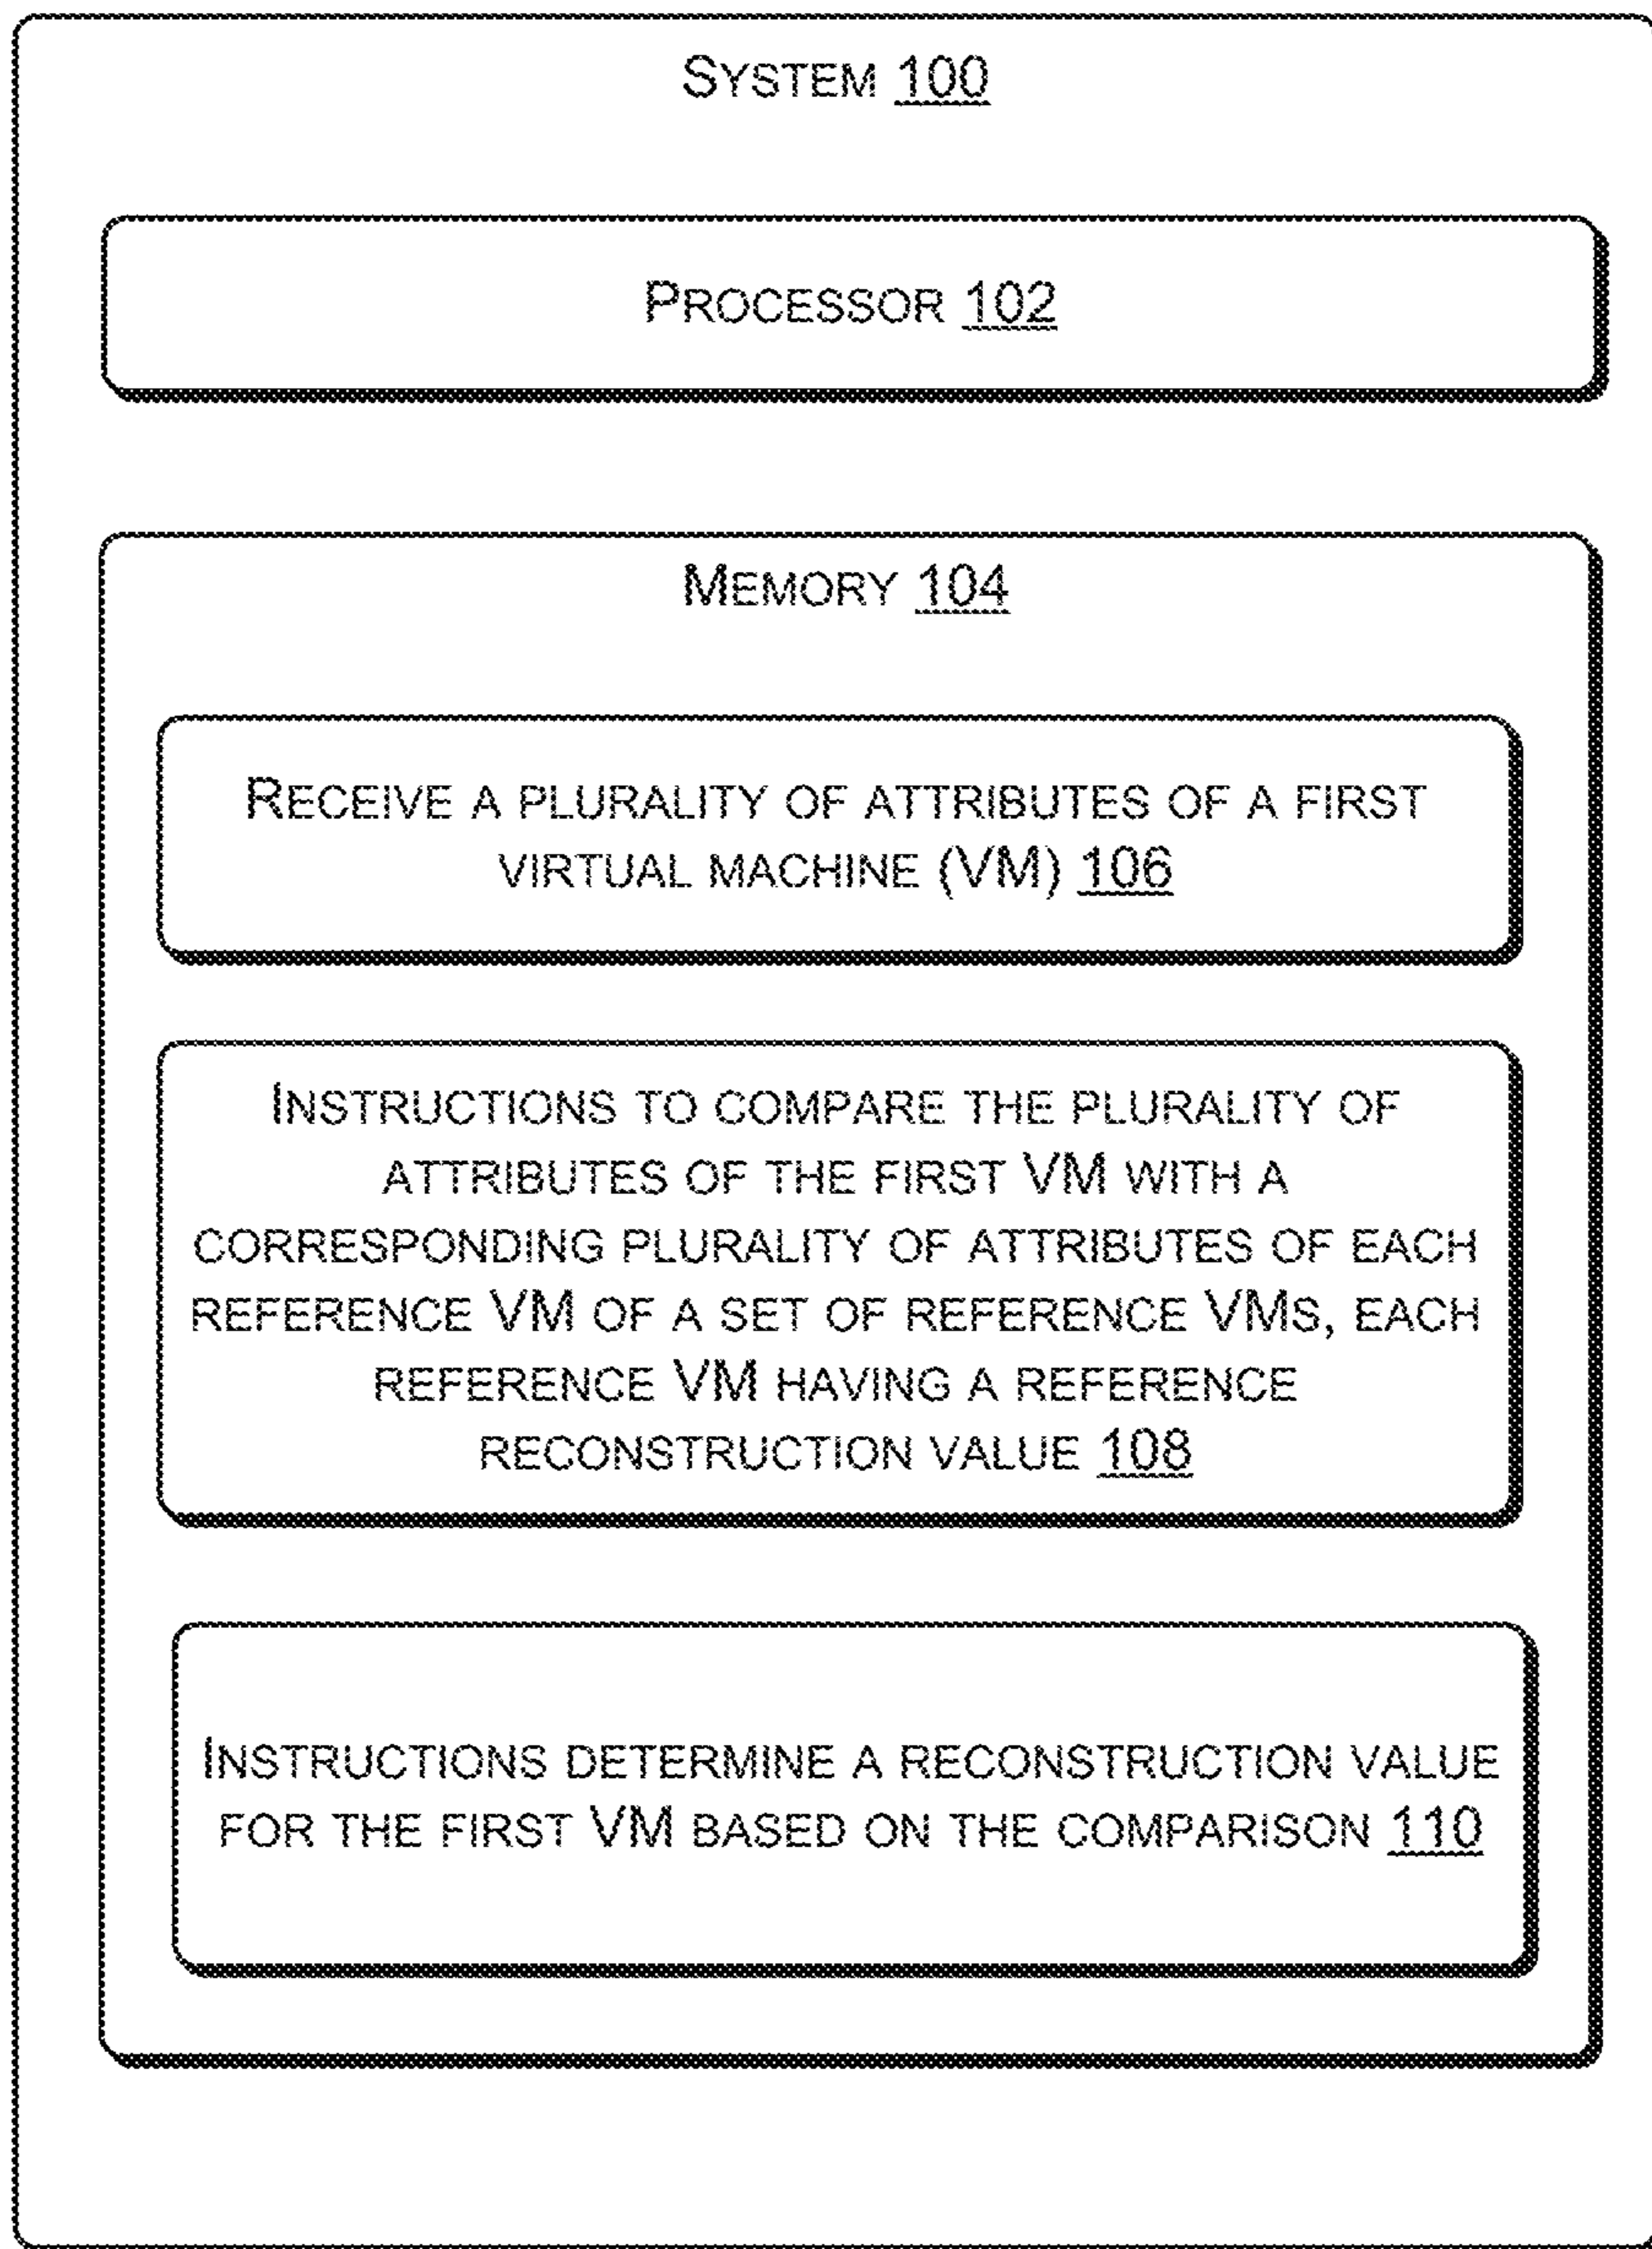 SYSTEM 100
PROCESSOR 102
MEMORY 104
RECEIVE A PLURALITY OF ATTRIBUTES OF A FIRST
VIRTUAL MACHINE (VM) 106
INSTRUCTIONS TO COMPARE THE PLURALITY OF
ATTRIBUTES OF THE FIRST VM WITH A
CORRESPONDING PLURALITY OF ATTRIBUTES OF EACH
REFERENCE VM OF A SET OF REFERENCE VMS, EACH
REFERENCE VM HAVING A REFERENCE
RECONSTRUCTION VALUE 108
INSTRUCTIONS DETERMINE A RECONSTRUCTION VALUE
FOR THE FIRST VM BASED ON THE COMPARISON 110